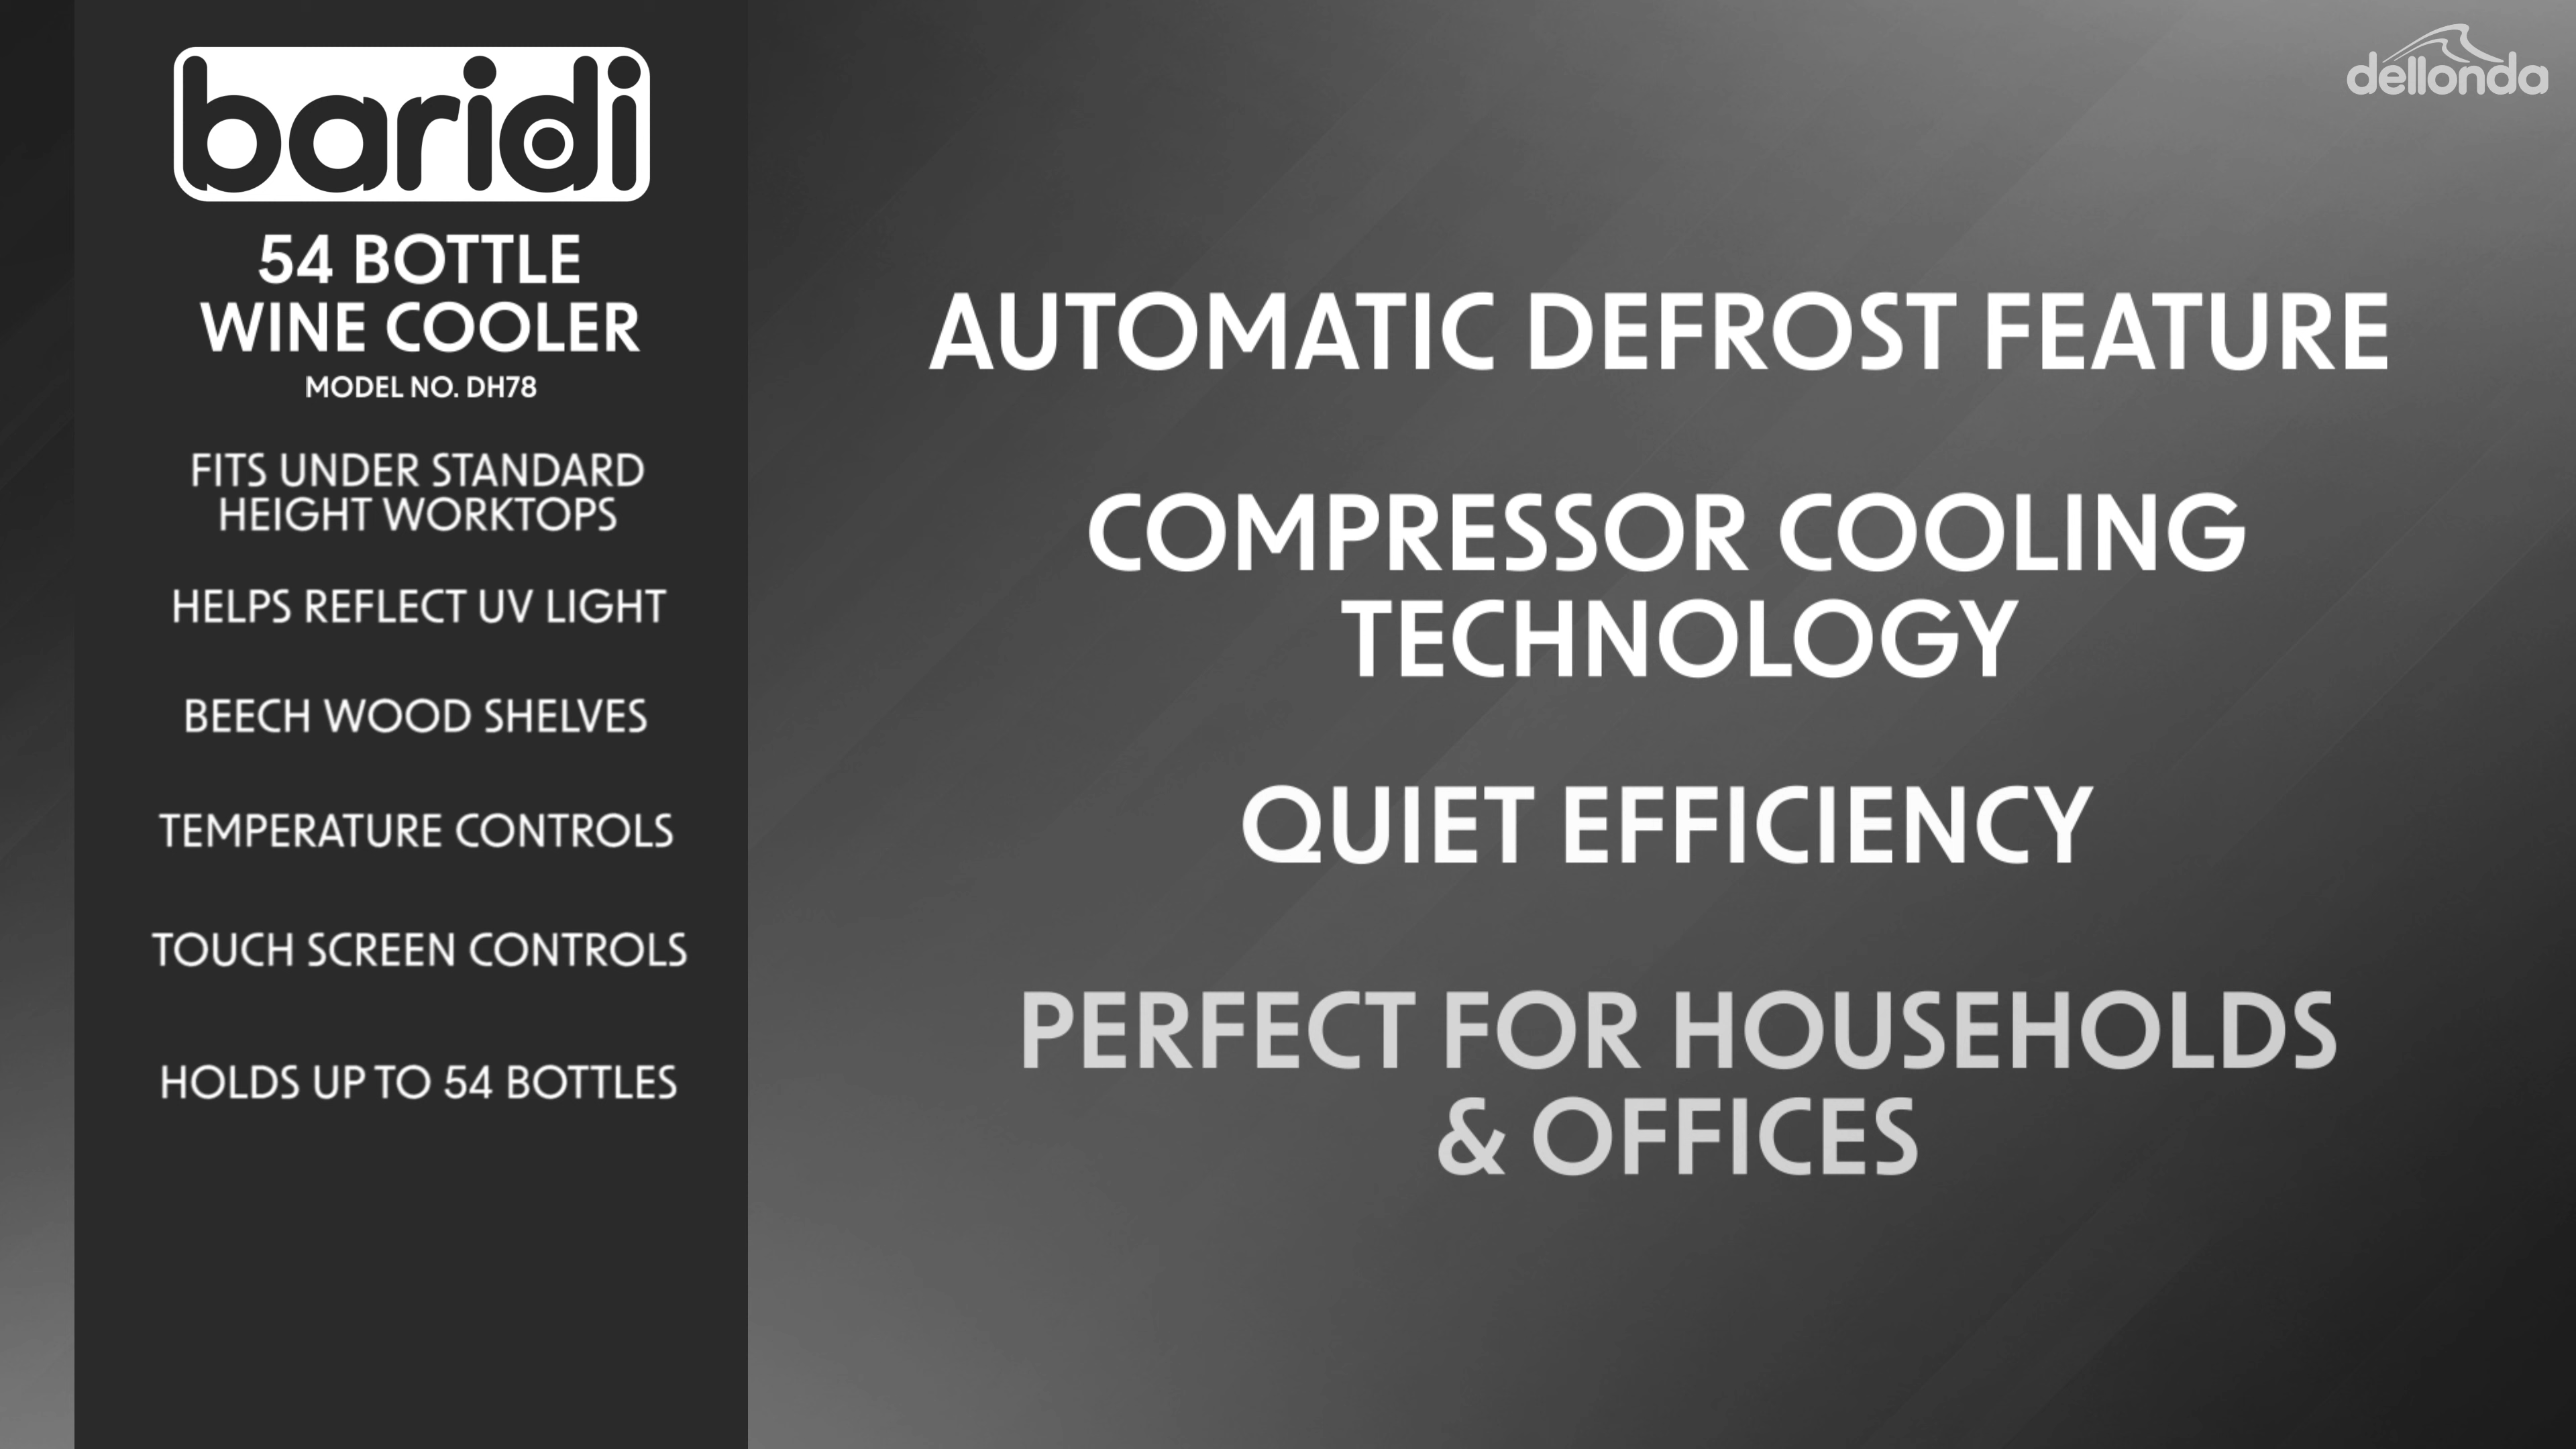 baridi
54 BOTTLE
WINE COOLER
MODEL NO. DH78
FITS UNDER STANDARD
HEIGHT WORKTOPS
HELPS REFLECT UV LIGHT
BEECH WOOD SHELVES
TEMPERATURE CONTROLS
TOUCH SCREEN CONTROLS
HOLDS UP TO 54 BOTTLES
dellonda
AUTOMATIC DEFROST FEATURE
COMPRESSOR COOLING
TECHNOLOGY
QUIET EFFICIENCY
PERFECT FOR HOUSEHOLDS
& OFFICES